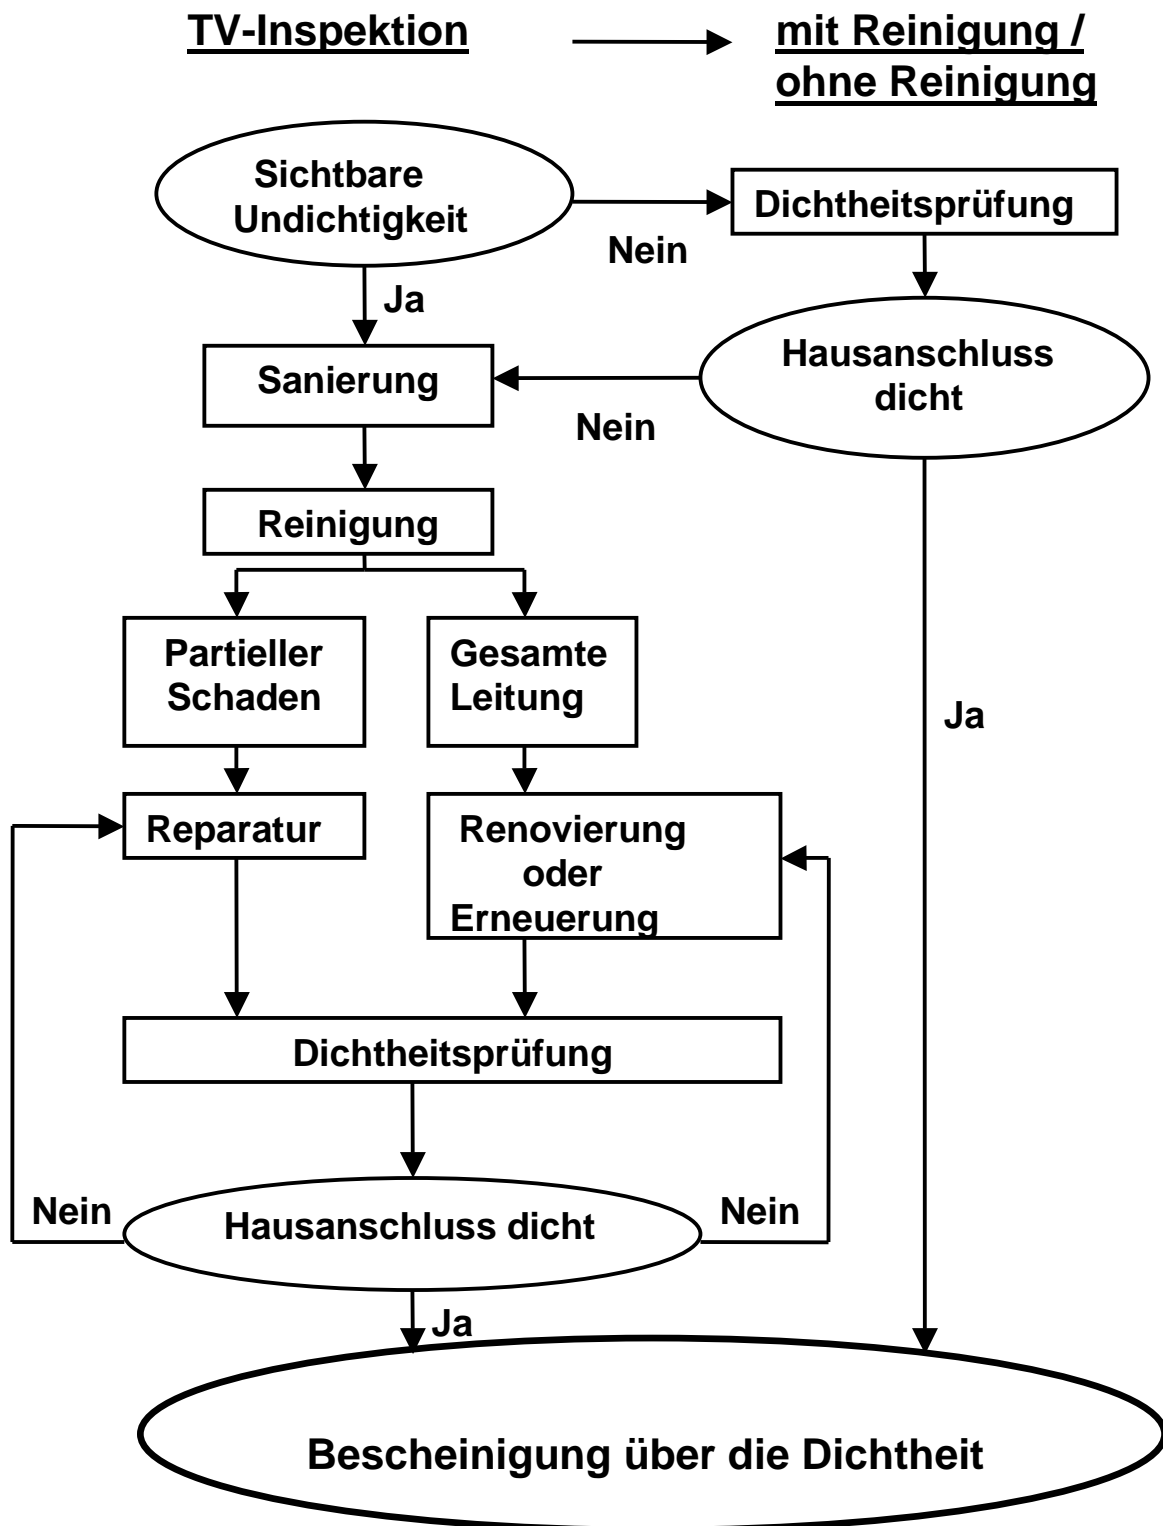 TV-Inspektion
mit Reinigung /
ohne Reinigung
Sichtbare
Undichtigkeit
Nein
Dichtheitsprüfung
Ja
Hausanschluss
dicht
Sanierung
Nein
Reinigung
Partieller
Schaden
Gesamte
Leitung
Ja
Reparatur
Renovierung
oder
Erneuerung
Dichtheitsprüfung
Nein
Hausanschluss dicht
Nein
Ja
Bescheinigung über die Dichtheit